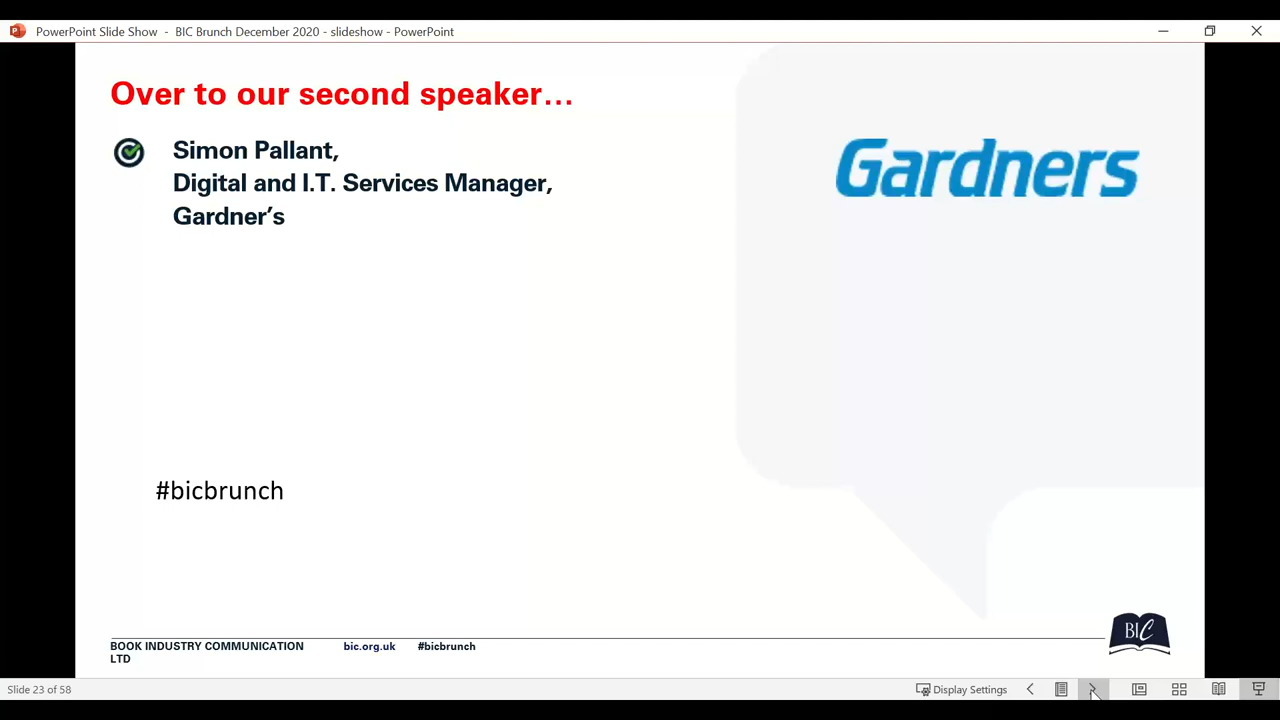 PowerPoint Slide Show - BIC Brunch December 2020 - slideshow - PowerPoint
Over to our second speaker…
Simon Pallant,
Digital and I.T. Services Manager,
Gardner’s
Gardners
#bicbrunch
BOOK INDUSTRY COMMUNICATION
LTD
bic.org.uk
#bicbrunch
BIC
Slide 23 of 58
Display Settings